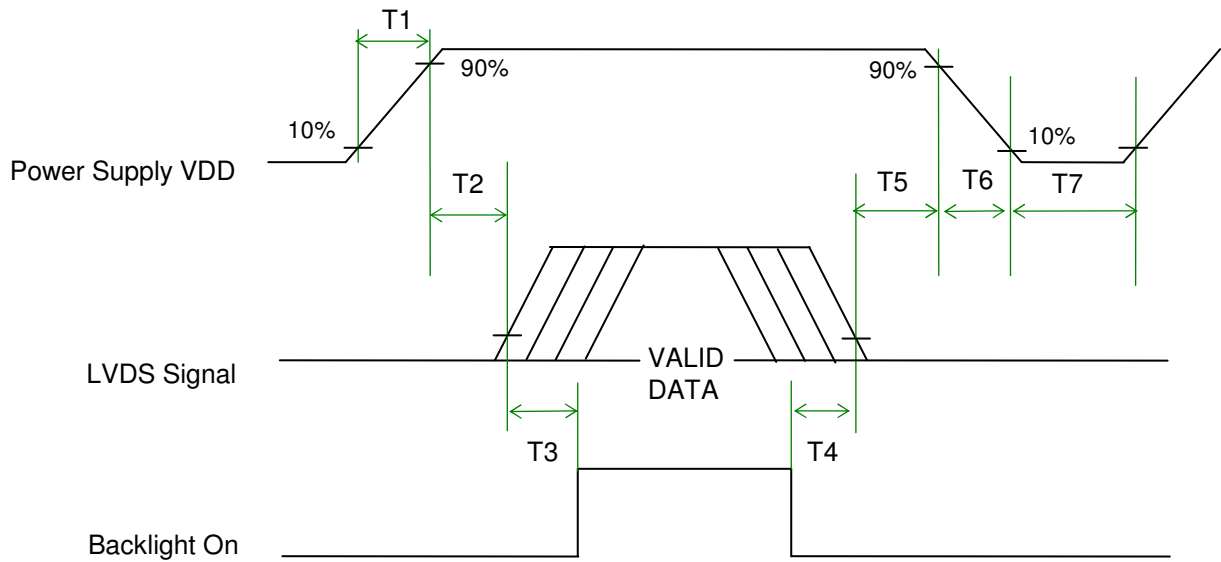 T1
90%
90%
10%
10%
Power Supply VDD
T2
T5
T6
T7
LVDS Signal
VALID
DATA
T3
T4
Backlight On